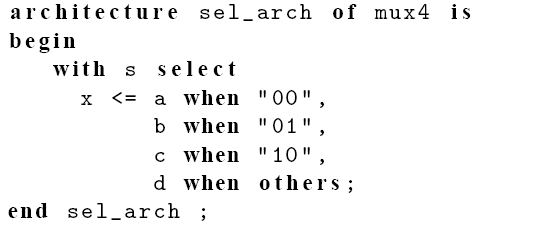 architecture sel_arch of mux4 is
begin
with s select
x <= a when "00",
b when "01",
c when "10",
d when others;
end sel_arch ;